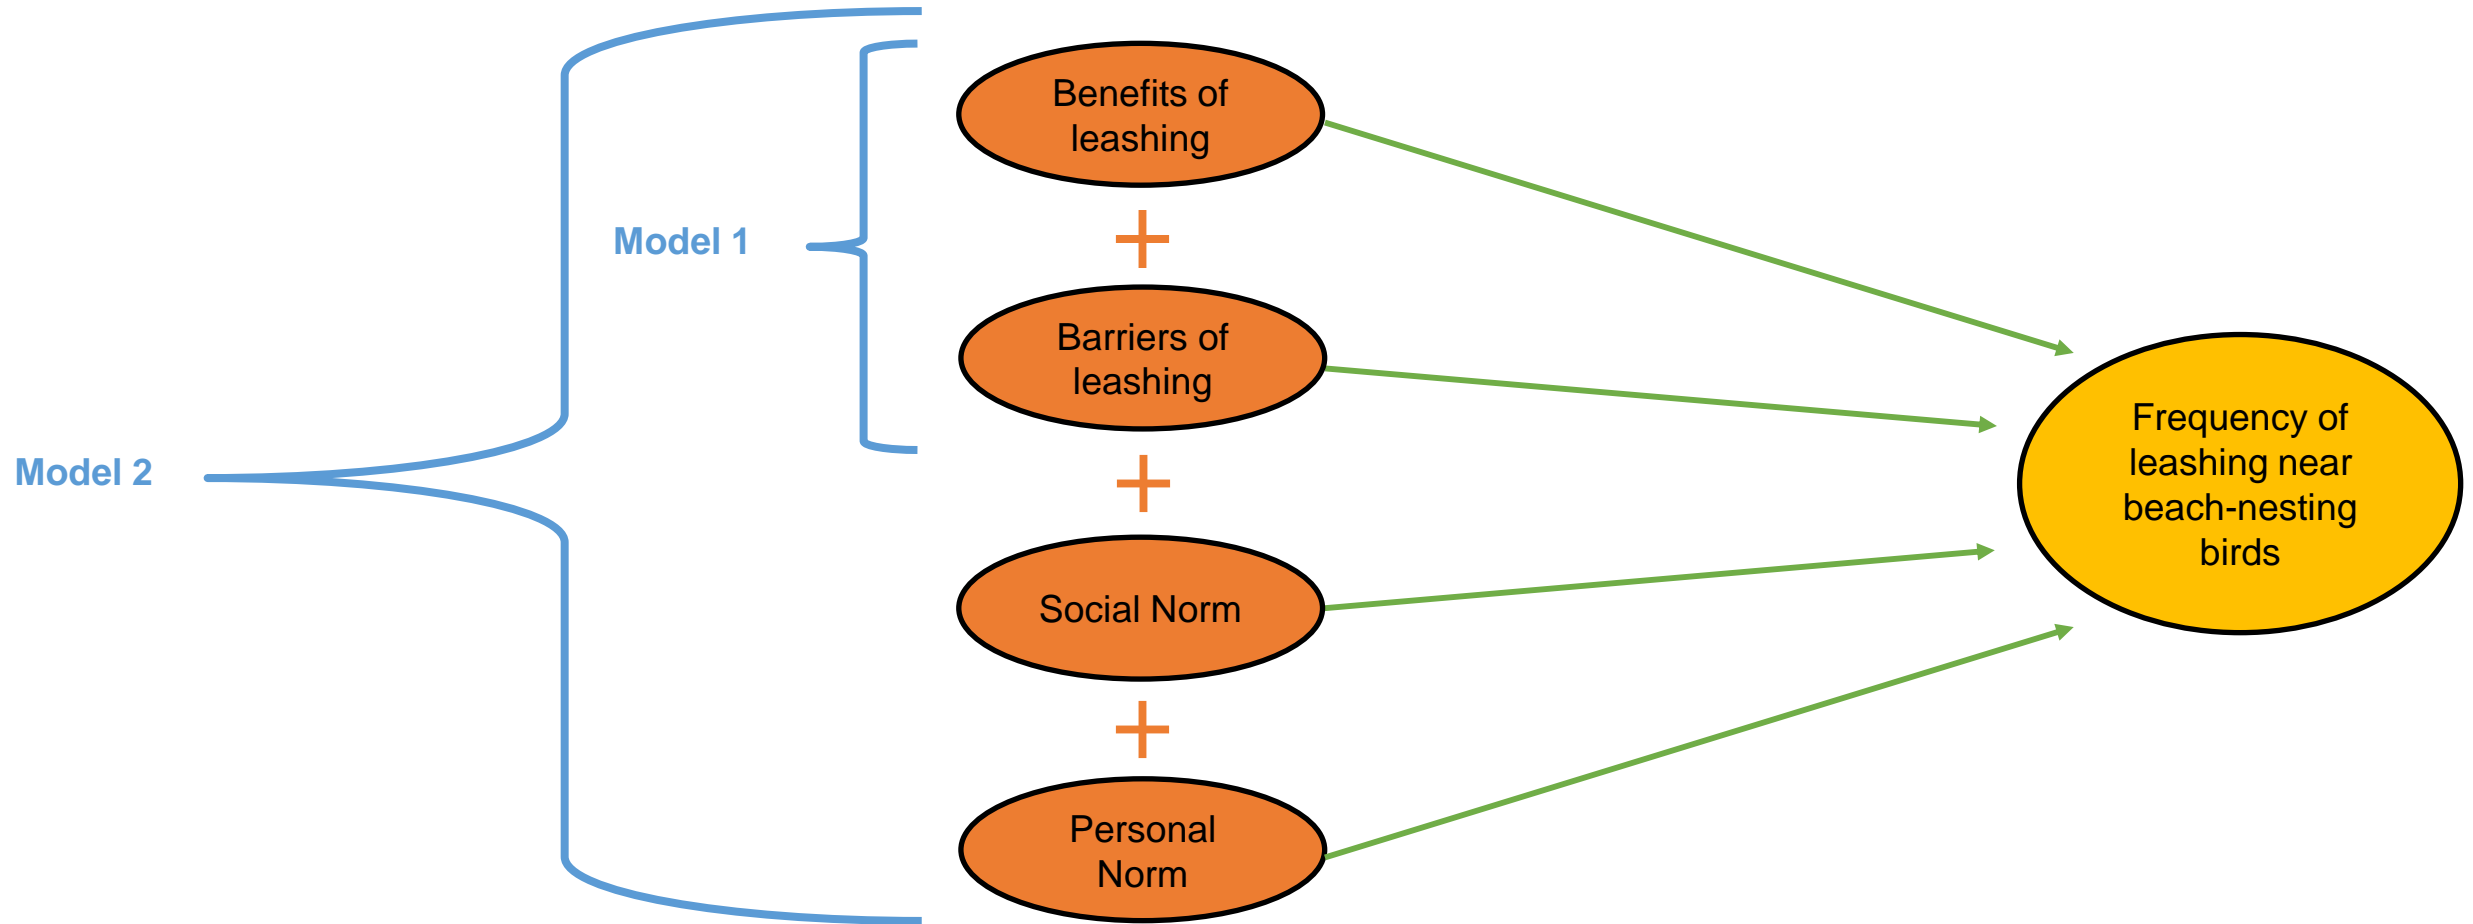 Benefits of
leashing
Model 1
Barriers of
leashing
Model 2
Frequency of
leashing near
beach-nesting
birds
Social Norm
Personal
Norm